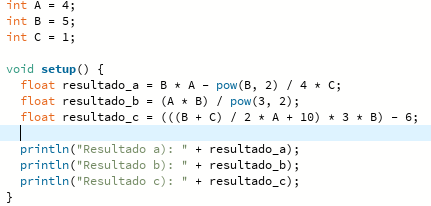 int A = 4;
int B = 5;
int C = 1;
void setup() {
float resultado_a = B * A - pow(B, 2) / 4 * C;
float resultado_b = (A * B) / pow(3, 2);
float resultado_c = (((B + C) / 2 * A + 10) * 3 * B) - 6;
println("Resultado a): " + resultado_a);
println("Resultado b): " + resultado_b);
println("Resultado c): " + resultado_c);
}